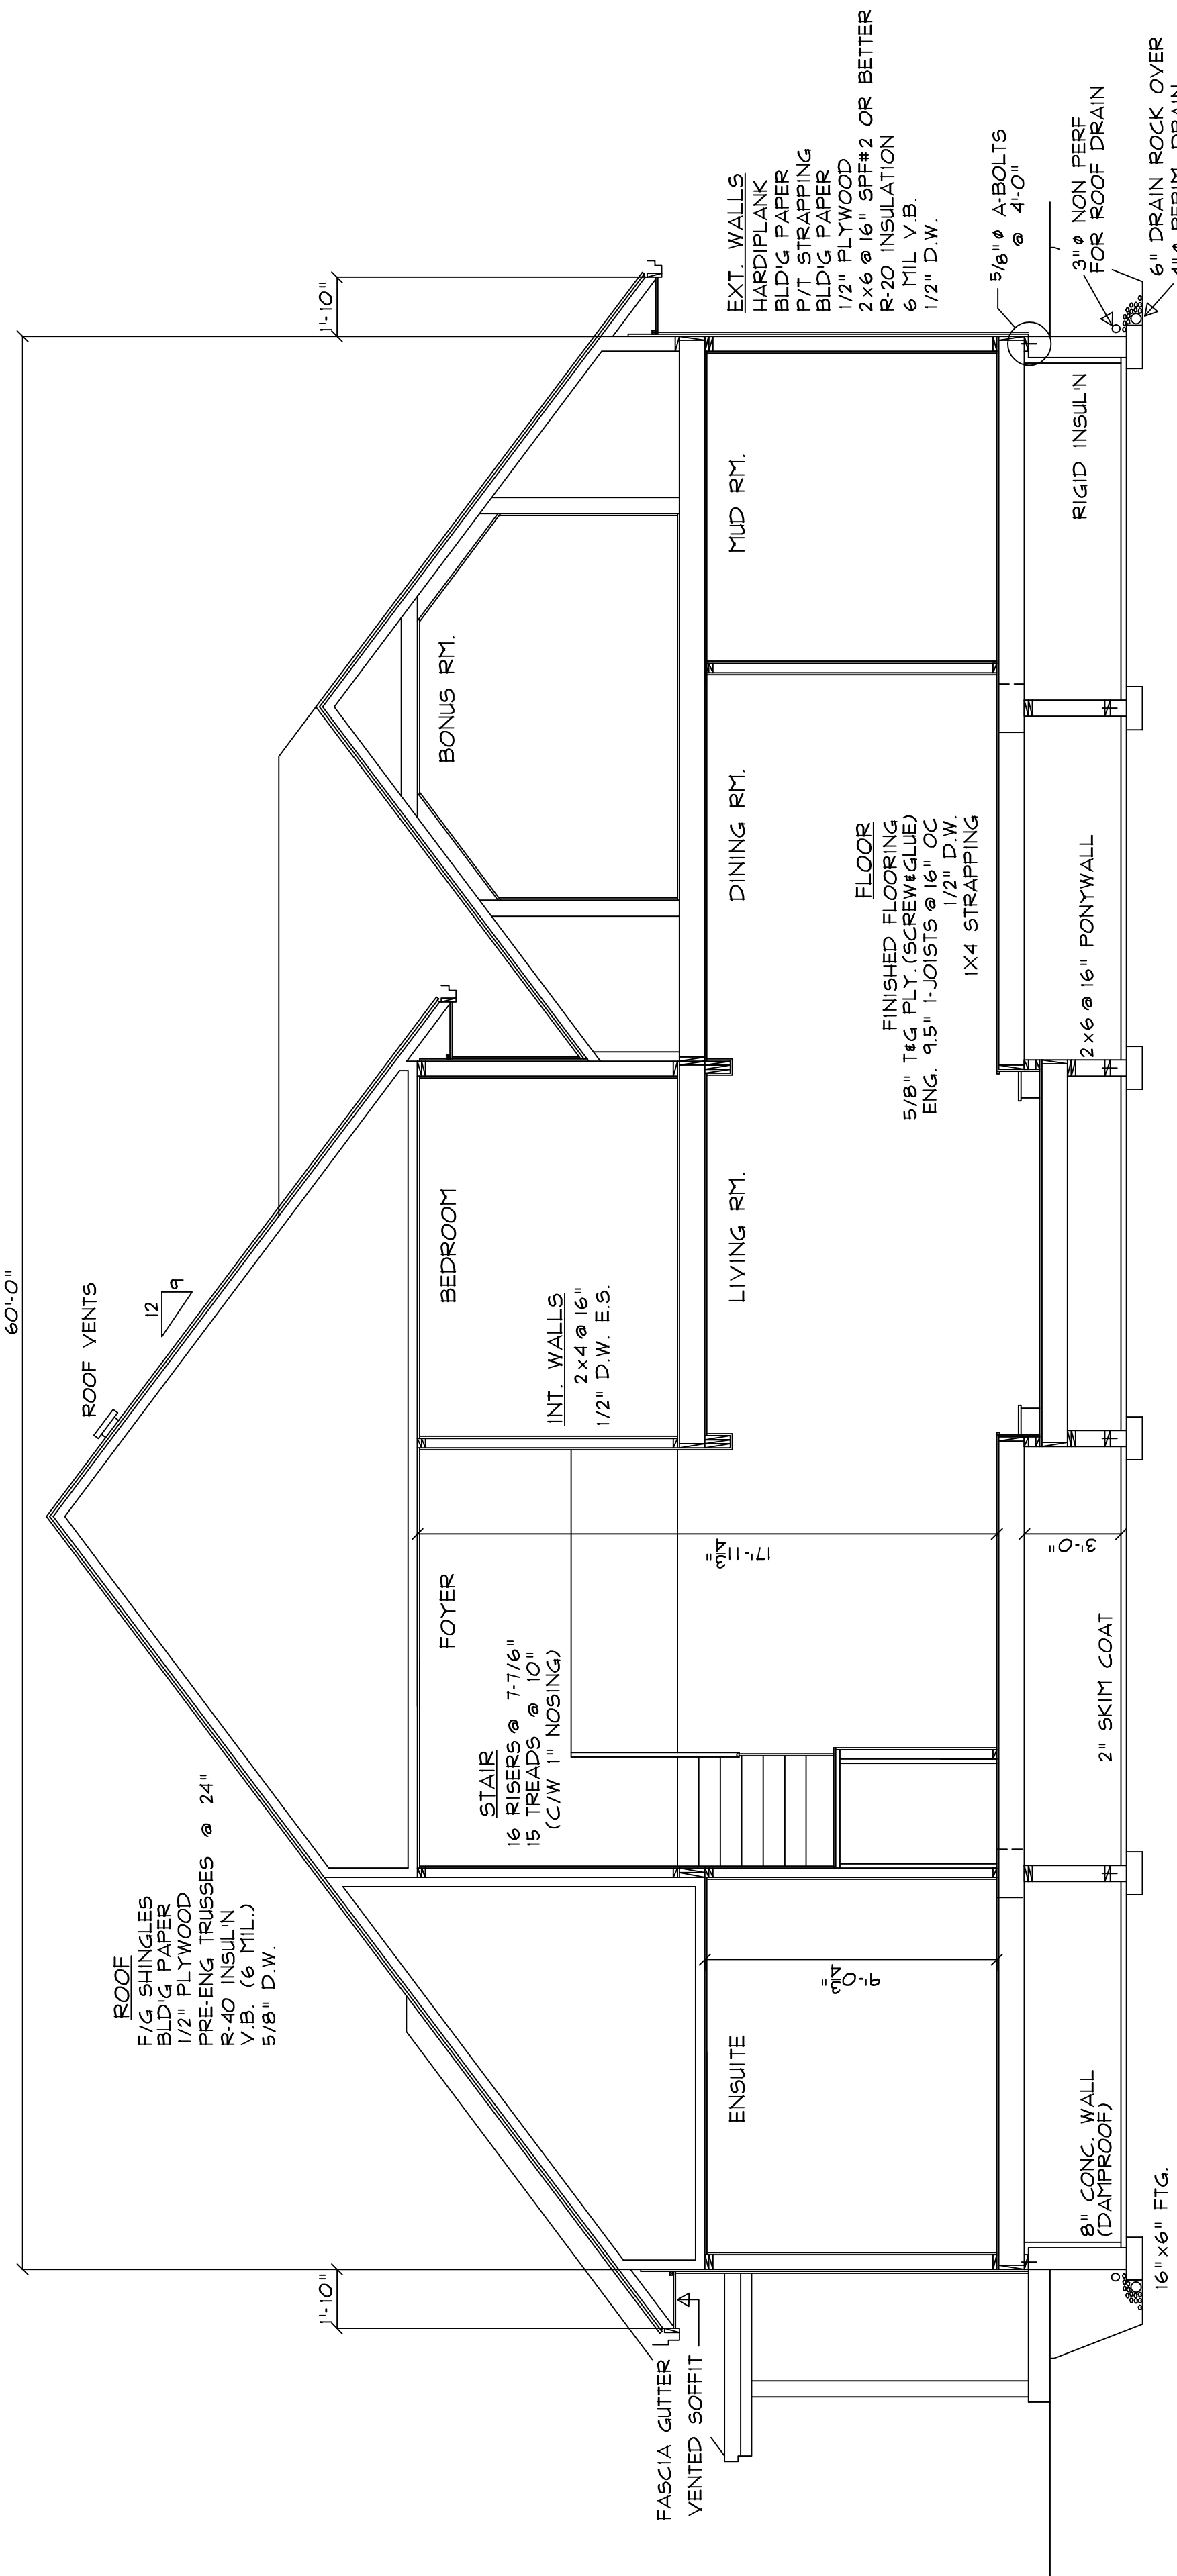 60'-0"
1'-10"
1'-10"
ROOF VENTS
12
9
ROOF
F/G SHINGLES
BLD'G PAPER
1/2" PLYWOOD
PRE-ENG TRUSSES @ 24"
R-40 INSUL'N
V.B. (6 MIL.)
5/8" D.W.
FOYER
BEDROOM
BONUS RM.
STAIR
16 RISERS @ 7-7/6"
15 TREADS @ 10"
(C/W 1" NOSING)
INT. WALLS
2x4 @ 16"
1/2" D.W. E.S.
FASCIA GUTTER
VENTED SOFFIT
ENSUITE
LIVING RM.
DINING RM.
MUD RM.
EXT. WALLS
HARDIPLANK
BLD'G PAPER
P/T STRAPPING
BLD'G PAPER
1/2" PLYWOOD
2x6 @ 16" SPF#2 OR BETTER
R-20 INSULATION
6 MIL V.B.
1/2" D.W.
17'-11 3/4"
9'-0 3/4"
FLOOR
FINISHED FLOORING
5/8" T&G PLY.(SCREW&GLUE)
ENG. 9.5" I-JOISTS @ 16" OC
1/2" D.W.
1X4 STRAPPING
5/8"ø A-BOLTS
@ 4'-0"
3'-0"
8" CONC. WALL
(DAMPROOF)
2" SKIM COAT
2x6 @ 16" PONYWALL
RIGID INSUL'N
3"ø NON PERF
FOR ROOF DRAIN
16"x6" FTG.
6" DRAIN ROCK OVER
4"ø PERIM. DRAIN